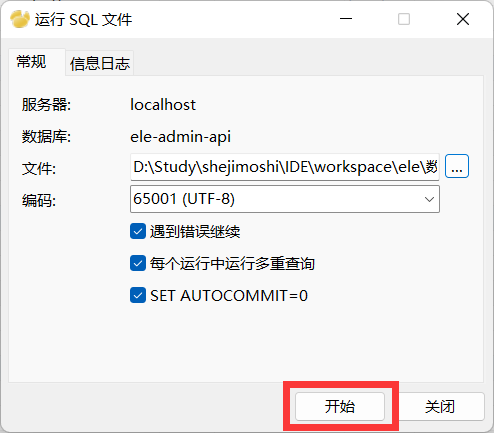 运行 SQL 文件
常规 信息日志
服务器: localhost
数据库: ele-admin-api
文件: D:\Study\shejimoshi\IDE\workspace\ele\数 ...
编码: 65001 (UTF-8)
遇到错误继续
每个运行中运行多重查询
SET AUTOCOMMIT=0
开始 关闭